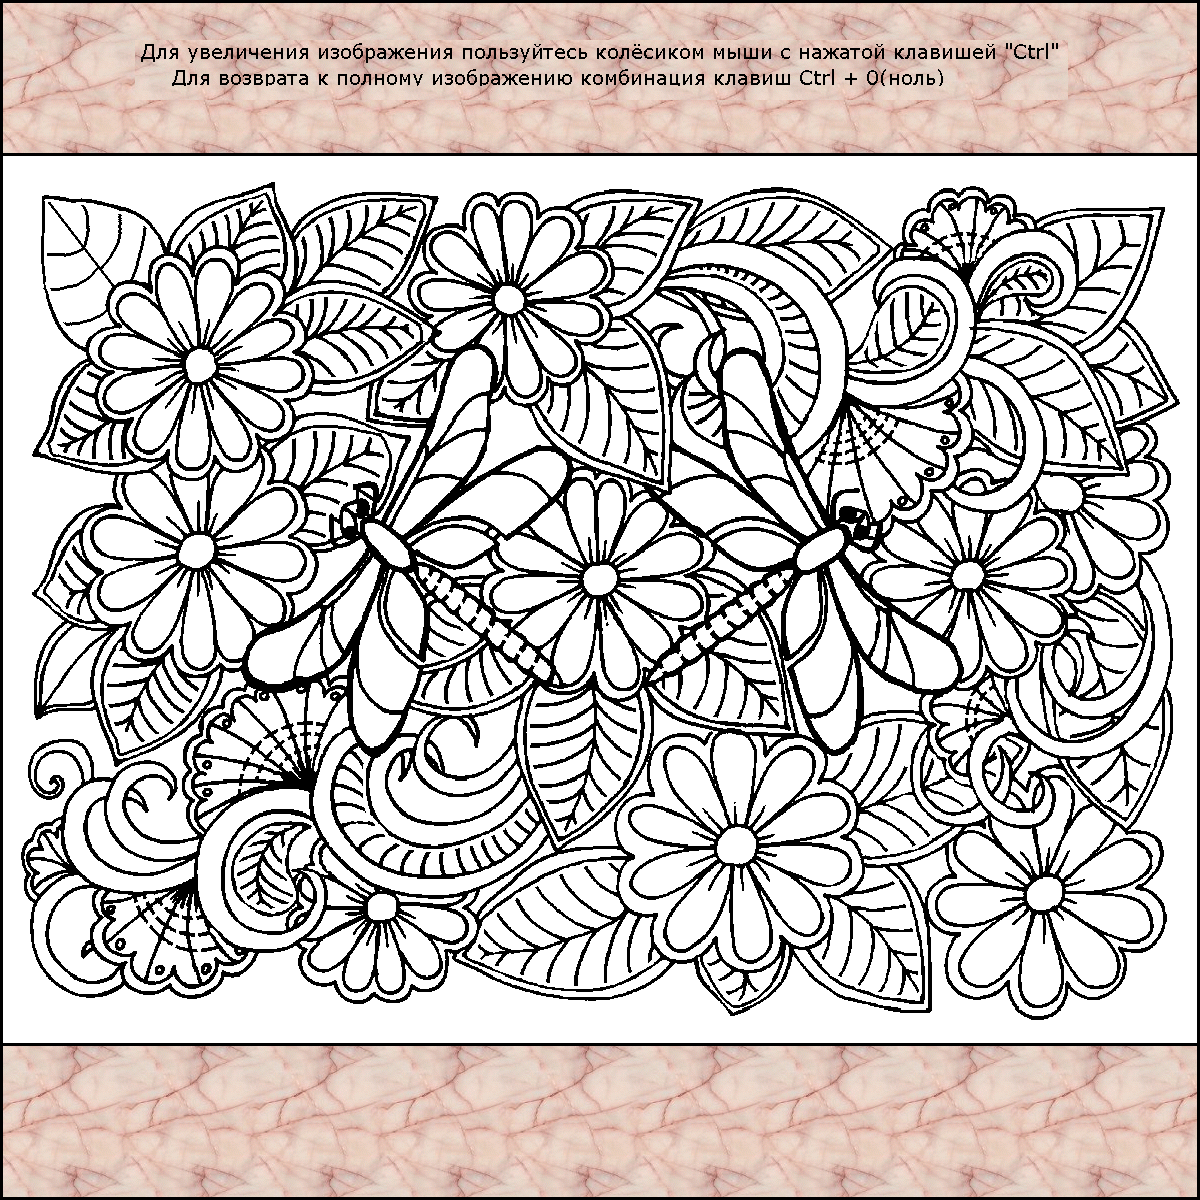 Для увеличения изображения пользуйтесь колёсиком мыши с нажатой клавишей "Ctrl"
Для возврата к полному изображению комбинация клавиш Ctrl + 0(ноль)